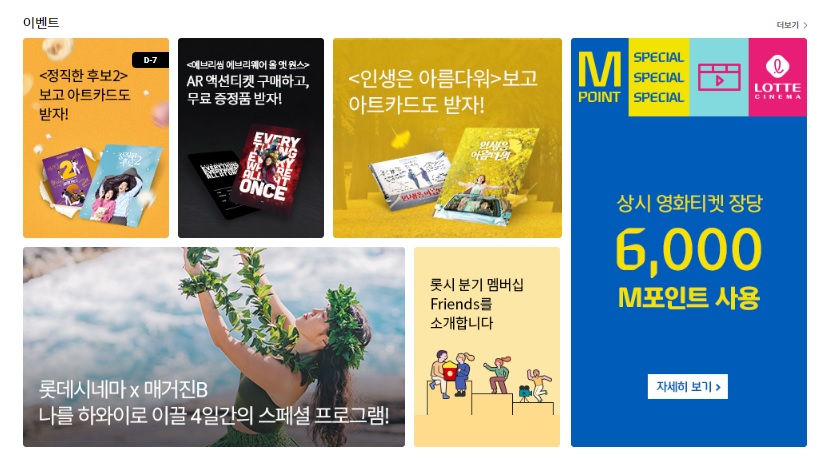 이벤트
더보기 >
D-7
<정직한 후보2>
보고 아트카드도
받자!
<에브리씽 에브리웨어 올 앳 원스>
AR 액션티켓 구매하고,
무료 증정품 받자!
EVERY
THING
EVERY
WHERE
ALL AT
ONCE
<인생은 아름다워>보고
아트카드도 받자!
인생은
아름다워
M
POINT
SPECIAL
SPECIAL
SPECIAL
LOTTE
CINEMA
상시 영화티켓 장당
6,000
M포인트 사용
자세히 보기 >
롯데시네마 x 매거진B
나를 하와이로 이끌 4일간의 스페셜 프로그램!
롯시 분기 멤버십
Friends를
소개합니다